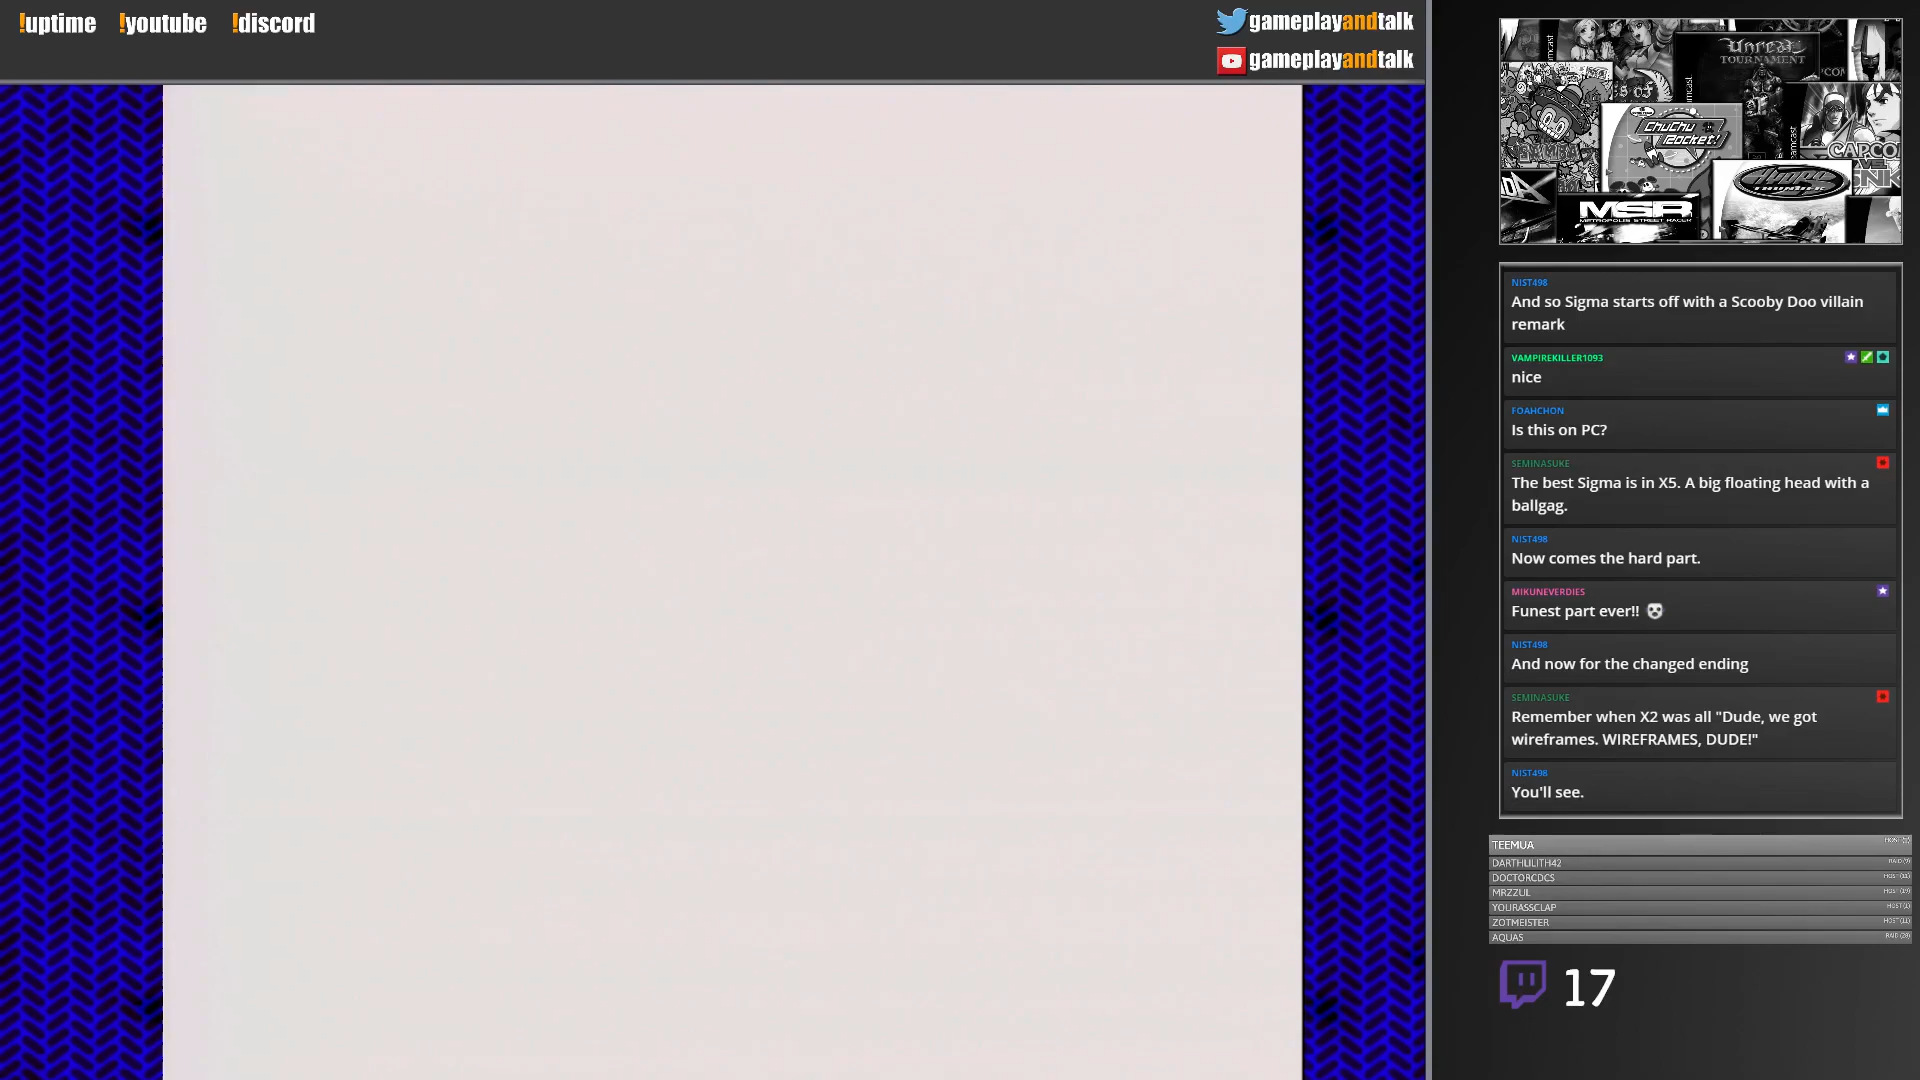 !uptime !youtube !discord
gameplayandtalk
gameplayandtalk
Unreal
TOURNAMENT
ChuChu
Rocket!
CAPCOM
MSR
METROPOLIS STREET RACER
NIST498
And so Sigma starts off with a Scooby Doo villain
remark
VAMPIREKILLER1093
nice
FOAHCHON
Is this on PC?
SEMINASUKE
The best Sigma is in X5. A big floating head with a
ballgag.
NIST498
Now comes the hard part.
MIKUNEVERDIES
Funest part ever!!
NIST498
And now for the changed ending
SEMINASUKE
Remember when X2 was all "Dude, we got
wireframes. WIREFRAMES, DUDE!"
NIST498
You'll see.
TEEMUA
DARTHLILITH42
DOCTORCDCS
MRZZUL
YOURASSCLAP
ZOTMEISTER
AQUAS
17